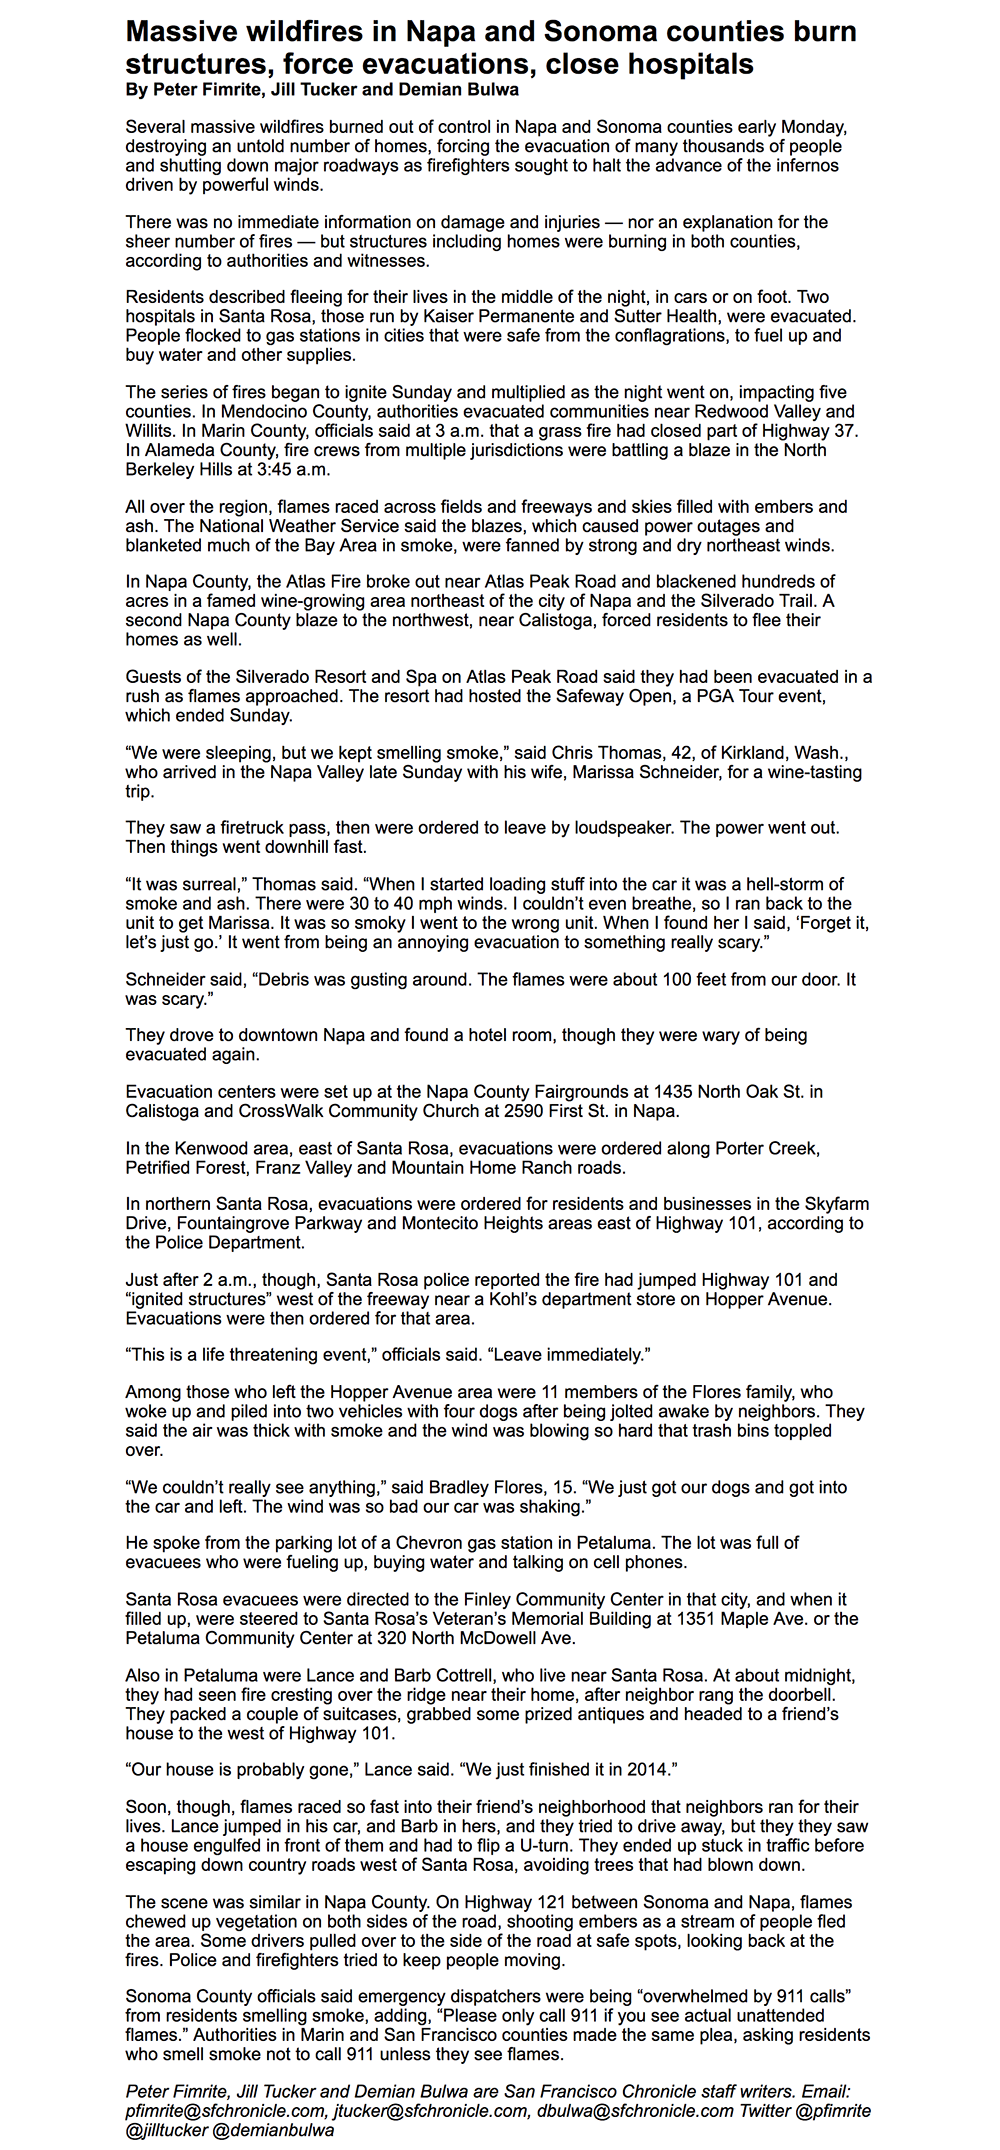 Massive wildfires in Napa and Sonoma counties burn
structures, force evacuations, close hospitals
By Peter Fimrite, Jill Tucker and Demian Bulwa
Several massive wildfires burned out of control in Napa and Sonoma counties early Monday,
destroying an untold number of homes, forcing the evacuation of many thousands of people
and shutting down major roadways as firefighters sought to halt the advance of the infernos
driven by powerful winds.
There was no immediate information on damage and injuries — nor an explanation for the
sheer number of fires — but structures including homes were burning in both counties,
according to authorities and witnesses.
Residents described fleeing for their lives in the middle of the night, in cars or on foot. Two
hospitals in Santa Rosa, those run by Kaiser Permanente and Sutter Health, were evacuated.
People flocked to gas stations in cities that were safe from the conflagrations, to fuel up and
buy water and other supplies.
The series of fires began to ignite Sunday and multiplied as the night went on, impacting five
counties. In Mendocino County, authorities evacuated communities near Redwood Valley and
Willits. In Marin County, officials said at 3 a.m. that a grass fire had closed part of Highway 37.
In Alameda County, fire crews from multiple jurisdictions were battling a blaze in the North
Berkeley Hills at 3:45 a.m.
All over the region, flames raced across fields and freeways and skies filled with embers and
ash. The National Weather Service said the blazes, which caused power outages and
blanketed much of the Bay Area in smoke, were fanned by strong and dry northeast winds.
In Napa County, the Atlas Fire broke out near Atlas Peak Road and blackened hundreds of
acres in a famed wine-growing area northeast of the city of Napa and the Silverado Trail. A
second Napa County blaze to the northwest, near Calistoga, forced residents to flee their
homes as well.
Guests of the Silverado Resort and Spa on Atlas Peak Road said they had been evacuated in a
rush as flames approached. The resort had hosted the Safeway Open, a PGA Tour event,
which ended Sunday.
“We were sleeping, but we kept smelling smoke,” said Chris Thomas, 42, of Kirkland, Wash.,
who arrived in the Napa Valley late Sunday with his wife, Marissa Schneider, for a wine-tasting
trip.
They saw a firetruck pass, then were ordered to leave by loudspeaker. The power went out.
Then things went downhill fast.
“It was surreal,” Thomas said. “When I started loading stuff into the car it was a hell-storm of
smoke and ash. There were 30 to 40 mph winds. I couldn’t even breathe, so I ran back to the
unit to get Marissa. It was so smoky I went to the wrong unit. When I found her I said, ‘Forget it,
let’s just go.’ It went from being an annoying evacuation to something really scary.”
Schneider said, “Debris was gusting around. The flames were about 100 feet from our door. It
was scary.”
They drove to downtown Napa and found a hotel room, though they were wary of being
evacuated again.
Evacuation centers were set up at the Napa County Fairgrounds at 1435 North Oak St. in
Calistoga and CrossWalk Community Church at 2590 First St. in Napa.
In the Kenwood area, east of Santa Rosa, evacuations were ordered along Porter Creek,
Petrified Forest, Franz Valley and Mountain Home Ranch roads.
In northern Santa Rosa, evacuations were ordered for residents and businesses in the Skyfarm
Drive, Fountaingrove Parkway and Montecito Heights areas east of Highway 101, according to
the Police Department.
Just after 2 a.m., though, Santa Rosa police reported the fire had jumped Highway 101 and
“ignited structures” west of the freeway near a Kohl’s department store on Hopper Avenue.
Evacuations were then ordered for that area.
“This is a life threatening event,” officials said. “Leave immediately.”
Among those who left the Hopper Avenue area were 11 members of the Flores family, who
woke up and piled into two vehicles with four dogs after being jolted awake by neighbors. They
said the air was thick with smoke and the wind was blowing so hard that trash bins toppled
over.
“We couldn’t really see anything,” said Bradley Flores, 15. “We just got our dogs and got into
the car and left. The wind was so bad our car was shaking.”
He spoke from the parking lot of a Chevron gas station in Petaluma. The lot was full of
evacuees who were fueling up, buying water and talking on cell phones.
Santa Rosa evacuees were directed to the Finley Community Center in that city, and when it
filled up, were steered to Santa Rosa’s Veteran’s Memorial Building at 1351 Maple Ave. or the
Petaluma Community Center at 320 North McDowell Ave.
Also in Petaluma were Lance and Barb Cottrell, who live near Santa Rosa. At about midnight,
they had seen fire cresting over the ridge near their home, after neighbor rang the doorbell.
They packed a couple of suitcases, grabbed some prized antiques and headed to a friend’s
house to the west of Highway 101.
“Our house is probably gone,” Lance said. “We just finished it in 2014.”
Soon, though, flames raced so fast into their friend’s neighborhood that neighbors ran for their
lives. Lance jumped in his car, and Barb in hers, and they tried to drive away, but they they saw
a house engulfed in front of them and had to flip a U-turn. They ended up stuck in traffic before
escaping down country roads west of Santa Rosa, avoiding trees that had blown down.
The scene was similar in Napa County. On Highway 121 between Sonoma and Napa, flames
chewed up vegetation on both sides of the road, shooting embers as a stream of people fled
the area. Some drivers pulled over to the side of the road at safe spots, looking back at the
fires. Police and firefighters tried to keep people moving.
Sonoma County officials said emergency dispatchers were being “overwhelmed by 911 calls”
from residents smelling smoke, adding, “Please only call 911 if you see actual unattended
flames.” Authorities in Marin and San Francisco counties made the same plea, asking residents
who smell smoke not to call 911 unless they see flames.
Peter Fimrite, Jill Tucker and Demian Bulwa are San Francisco Chronicle staff writers. Email:
pfimrite@sfchronicle.com, jtucker@sfchronicle.com, dbulwa@sfchronicle.com Twitter @pfimrite
@jilltucker @demianbulwa